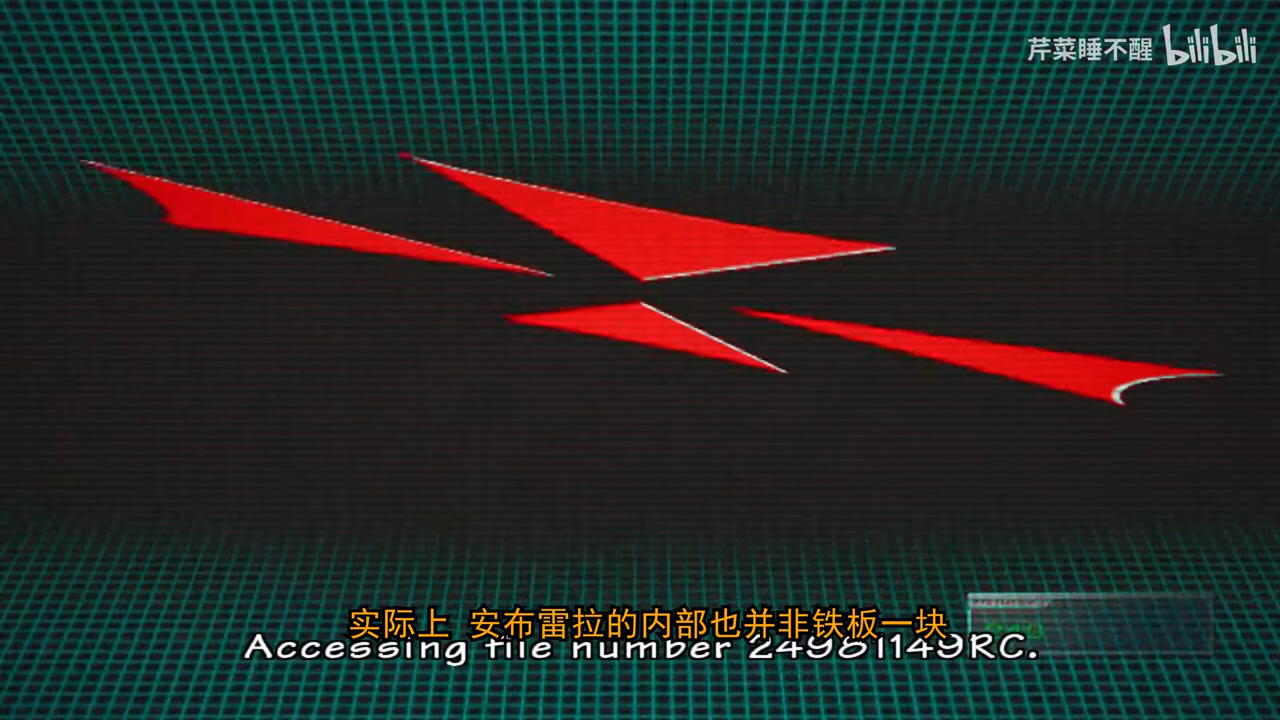 芹菜睡不醒 bilibili
实际上 安布雷拉的内部也并非铁板一块
Accessing file number 24981149RC.